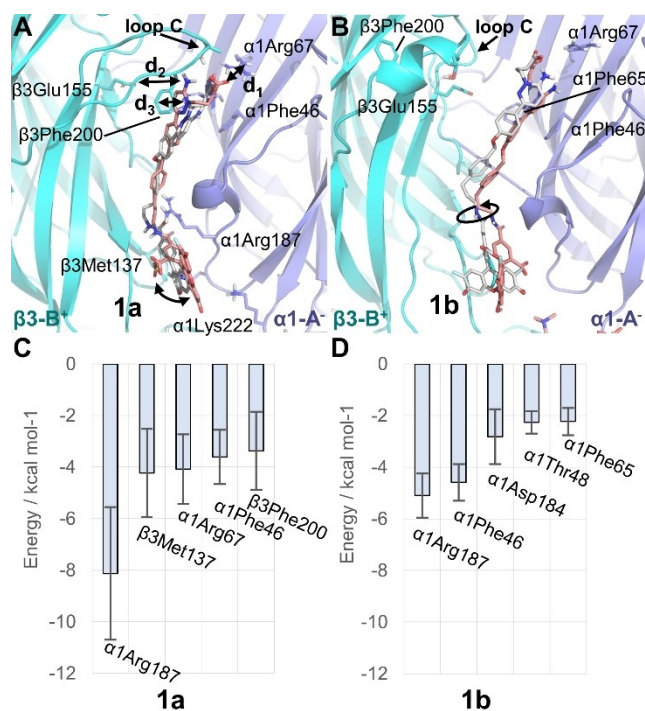 A
loop C
α1Arg67
d₂
d₁
β3Glu155
d₃
α1Phe46
β3Phe200
α1Arg187
β3Met137
1a
α1Lys222
β3-B⁺
α1-A⁻
B
β3Phe200
loop C
α1Arg67
α1Phe65
β3Glu155
α1Phe46
1b
β3-B⁺
α1-A⁻
C
Energy / kcal mol-1
0
-2
-4
-6
-8
-10
-12
α1Arg187
β3Met137
α1Arg67
α1Phe46
β3Phe200
1a
D
Energy / kcal mol-1
0
-2
-4
-6
-8
-10
-12
α1Arg187
α1Phe46
α1Asp184
α1Thr48
α1Phe65
1b